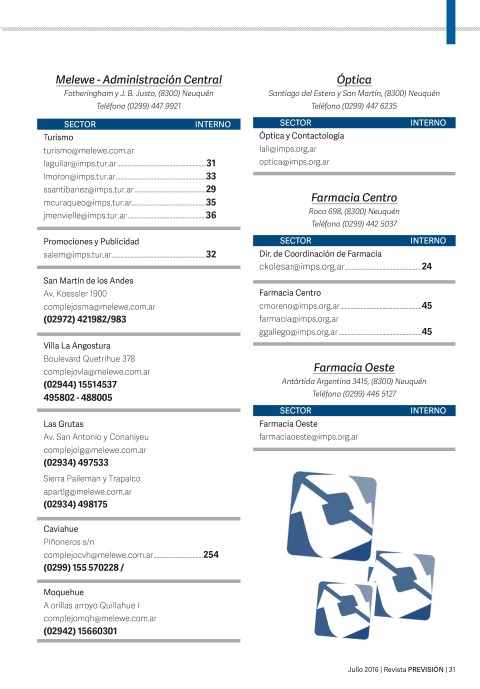 Melewe - Administración Central
Fotheringham y J. B. Justo, (8300) Neuquén
Teléfono (0299) 447 9921
SECTOR INTERNO
Turismo
turismo@melewe.com.ar
laguilar@imps.tur.ar 31
lmoron@imps.tur.ar 33
ssantibanez@imps.tur.ar 29
mcuraqueo@imps.tur.ar 35
jmenvielle@imps.tur.ar 36
Promociones y Publicidad
salem@imps.tur.ar 32
San Martín de los Andes
Av. Koessler 1900
complejosma@melewe.com.ar
(02972) 421982/983
Villa La Angostura
Boulevard Quetrihue 378
complejovla@melewe.com.ar
(02944) 15514537
495802 - 488005
Las Grutas
Av. San Antonio y Conaniyeu
complejolg@melewe.com.ar
(02934) 497533
Sierra Paileman y Trapalco
apartlg@melewe.com.ar
(02934) 498175
Caviahue
Piñoneros s/n
complejocvh@melewe.com.ar 254
(0299) 155 570228 /
Moquehue
A orillas arroyo Quillahue I
complejomqh@melewe.com.ar
(02942) 15660301
Óptica
Santiago del Estero y San Martín, (8300) Neuquén
Teléfono (0299) 447 6235
SECTOR INTERNO
Óptica y Contactología
lali@imps.org.ar
optica@imps.org.ar
Farmacia Centro
Roca 698, (8300) Neuquén
Teléfono (0299) 442 5037
SECTOR INTERNO
Dir. de Coordinación de Farmacia
ckolesar@imps.org.ar 24
Farmacia Centro
cmoreno@imps.org.ar 45
farmacia@imps.org.ar
ggallego@imps.org.ar 45
Farmacia Oeste
Antártida Argentina 3415, (8300) Neuquén
Teléfono (0299) 446 5127
SECTOR INTERNO
Farmacia Oeste
farmaciaoeste@imps.org.ar
Julio 2016 | Revista PREVISIÓN | 31